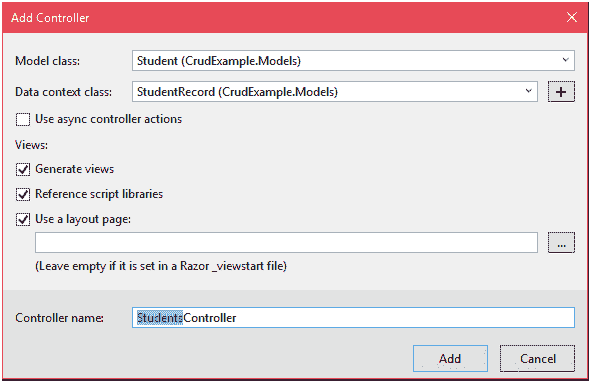 Add Controller
Model class: Student (CrudExample.Models)
Data context class: StudentRecord (CrudExample.Models) +
Use async controller actions
Views:
Generate views
Reference script libraries
Use a layout page:
...
(Leave empty if it is set in a Razor _viewstart file)
Controller name: StudentsController
Add Cancel